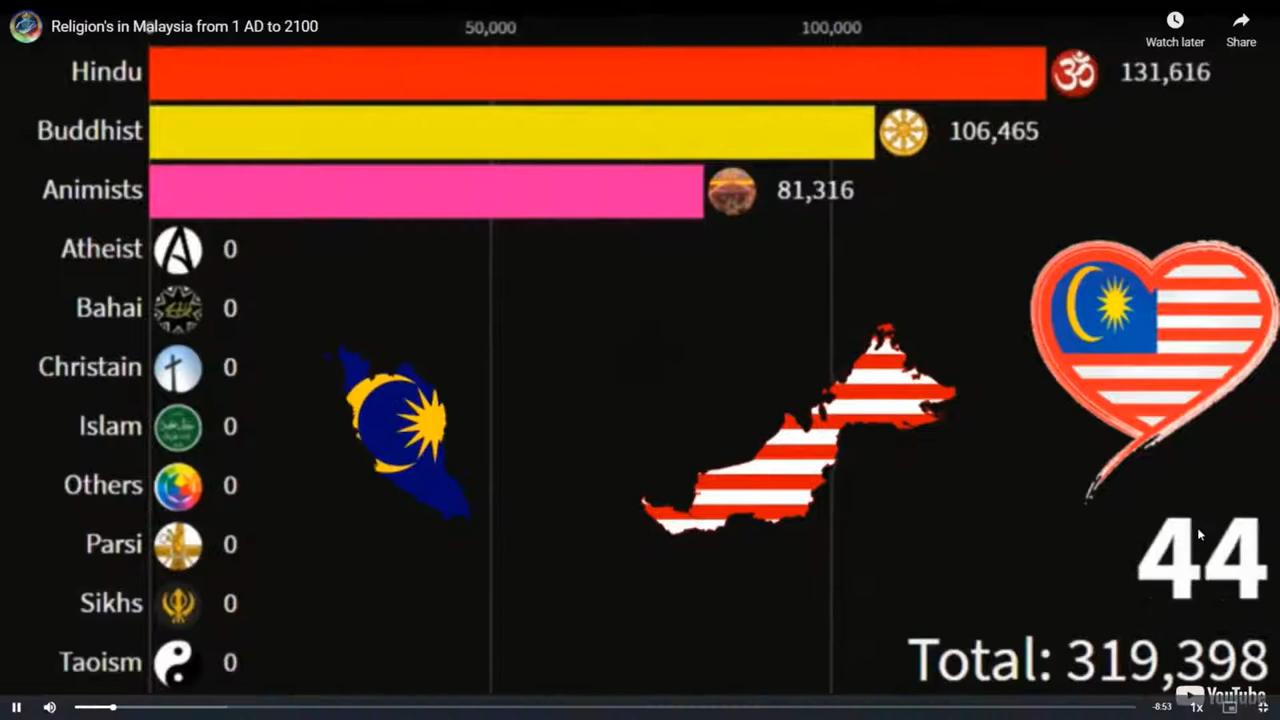 Religion's in Malaysia from 1 AD to 2100
Watch later
Share
50,000
100,000
Hindu 131,616
Buddhist 106,465
Animists 81,316
Atheist 0
Bahai 0
Christain 0
Islam 0
Others 0
Parsi 0
Sikhs 0
Taoism 0
44
Total: 319,398
YouTube
-8:53
1x